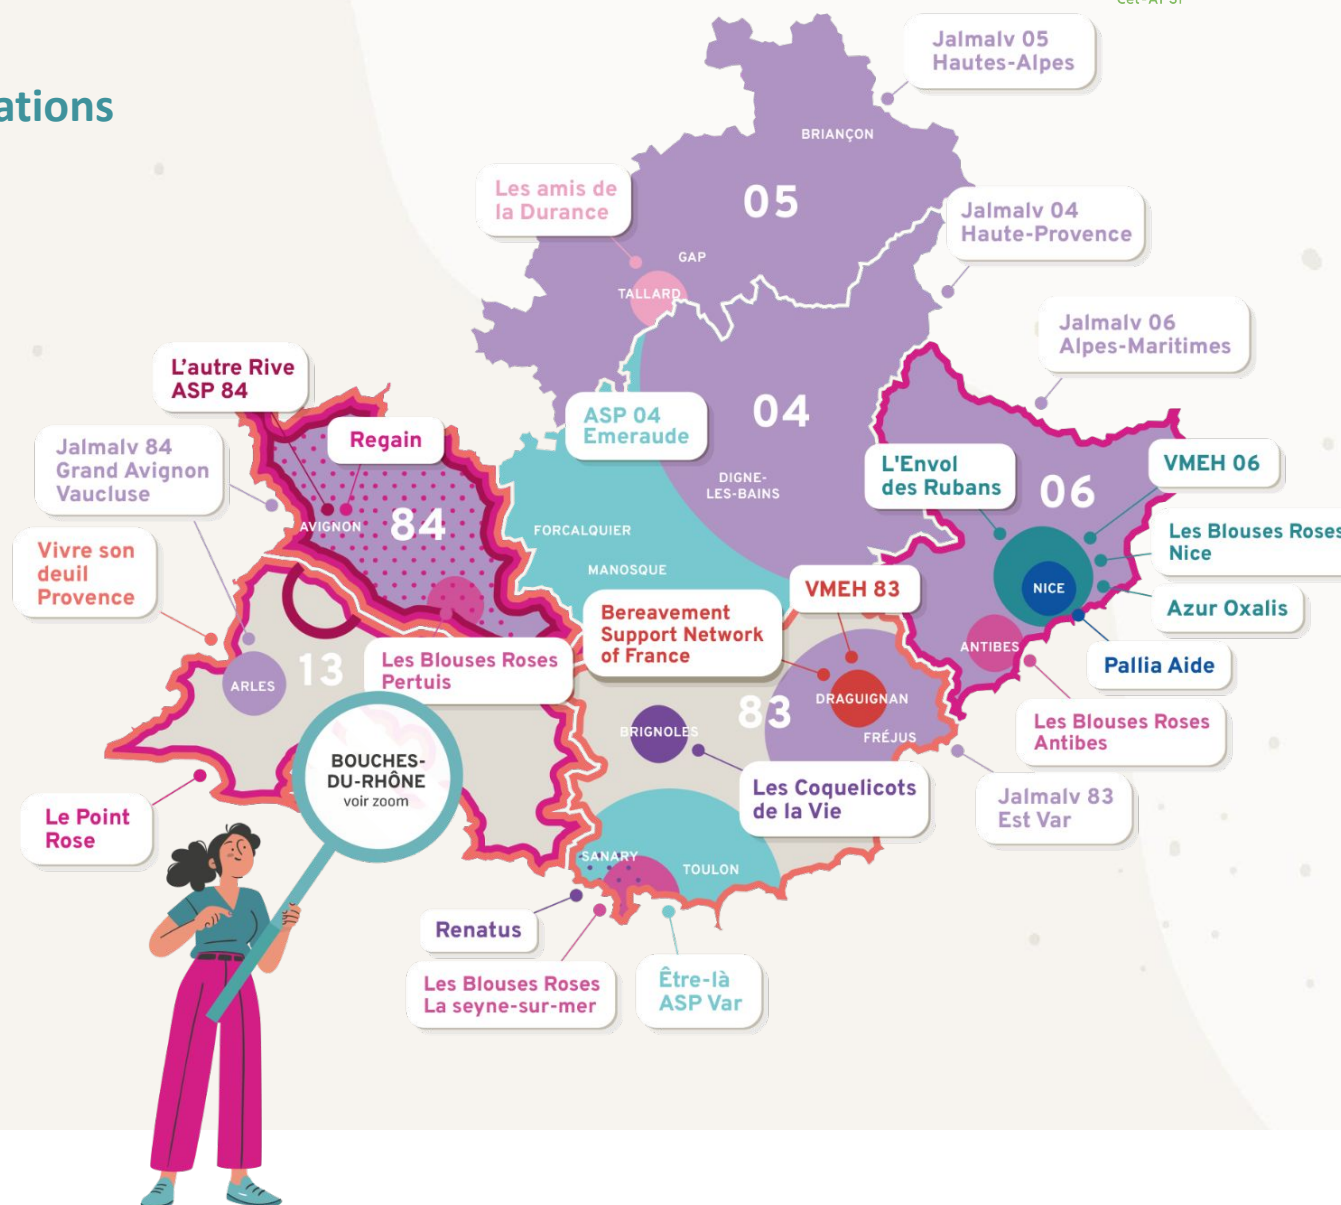 ations
Jalmalv 05
Hautes-Alpes
BRIANÇON
05
Les amis de
la Durance
GAP
TALLARD
Jalmalv 04
Haute-Provence
Jalmalv 06
Alpes-Maritimes
L'autre Rive
ASP 84
Regain
ASP 04
Emeraude
04
DIGNE-
LES-BAINS
Jalmalv 84
Grand Avignon
Vaucluse
AVIGNON
84
FORCALQUIER
MANOSQUE
L'Envol
des Rubans
06
VMEH 06
Les Blouses Roses
Nice
NICE
Azur Oxalis
Vivre son
deuil
Provence
Bereavement
Support Network
of France
VMEH 83
ANTIBES
Pallia Aide
13
ARLES
Les Blouses Roses
Pertuis
DRAGUIGNAN
83
BRIGNOLES
FRÉJUS
Les Blouses Roses
Antibes
BOUCHES-
DU-RHÔNE
voir zoom
Les Coquelicots
de la Vie
Jalmalv 83
Est Var
Le Point
Rose
SANARY
TOULON
Renatus
Les Blouses Roses
La seyne-sur-mer
Être-là
ASP Var